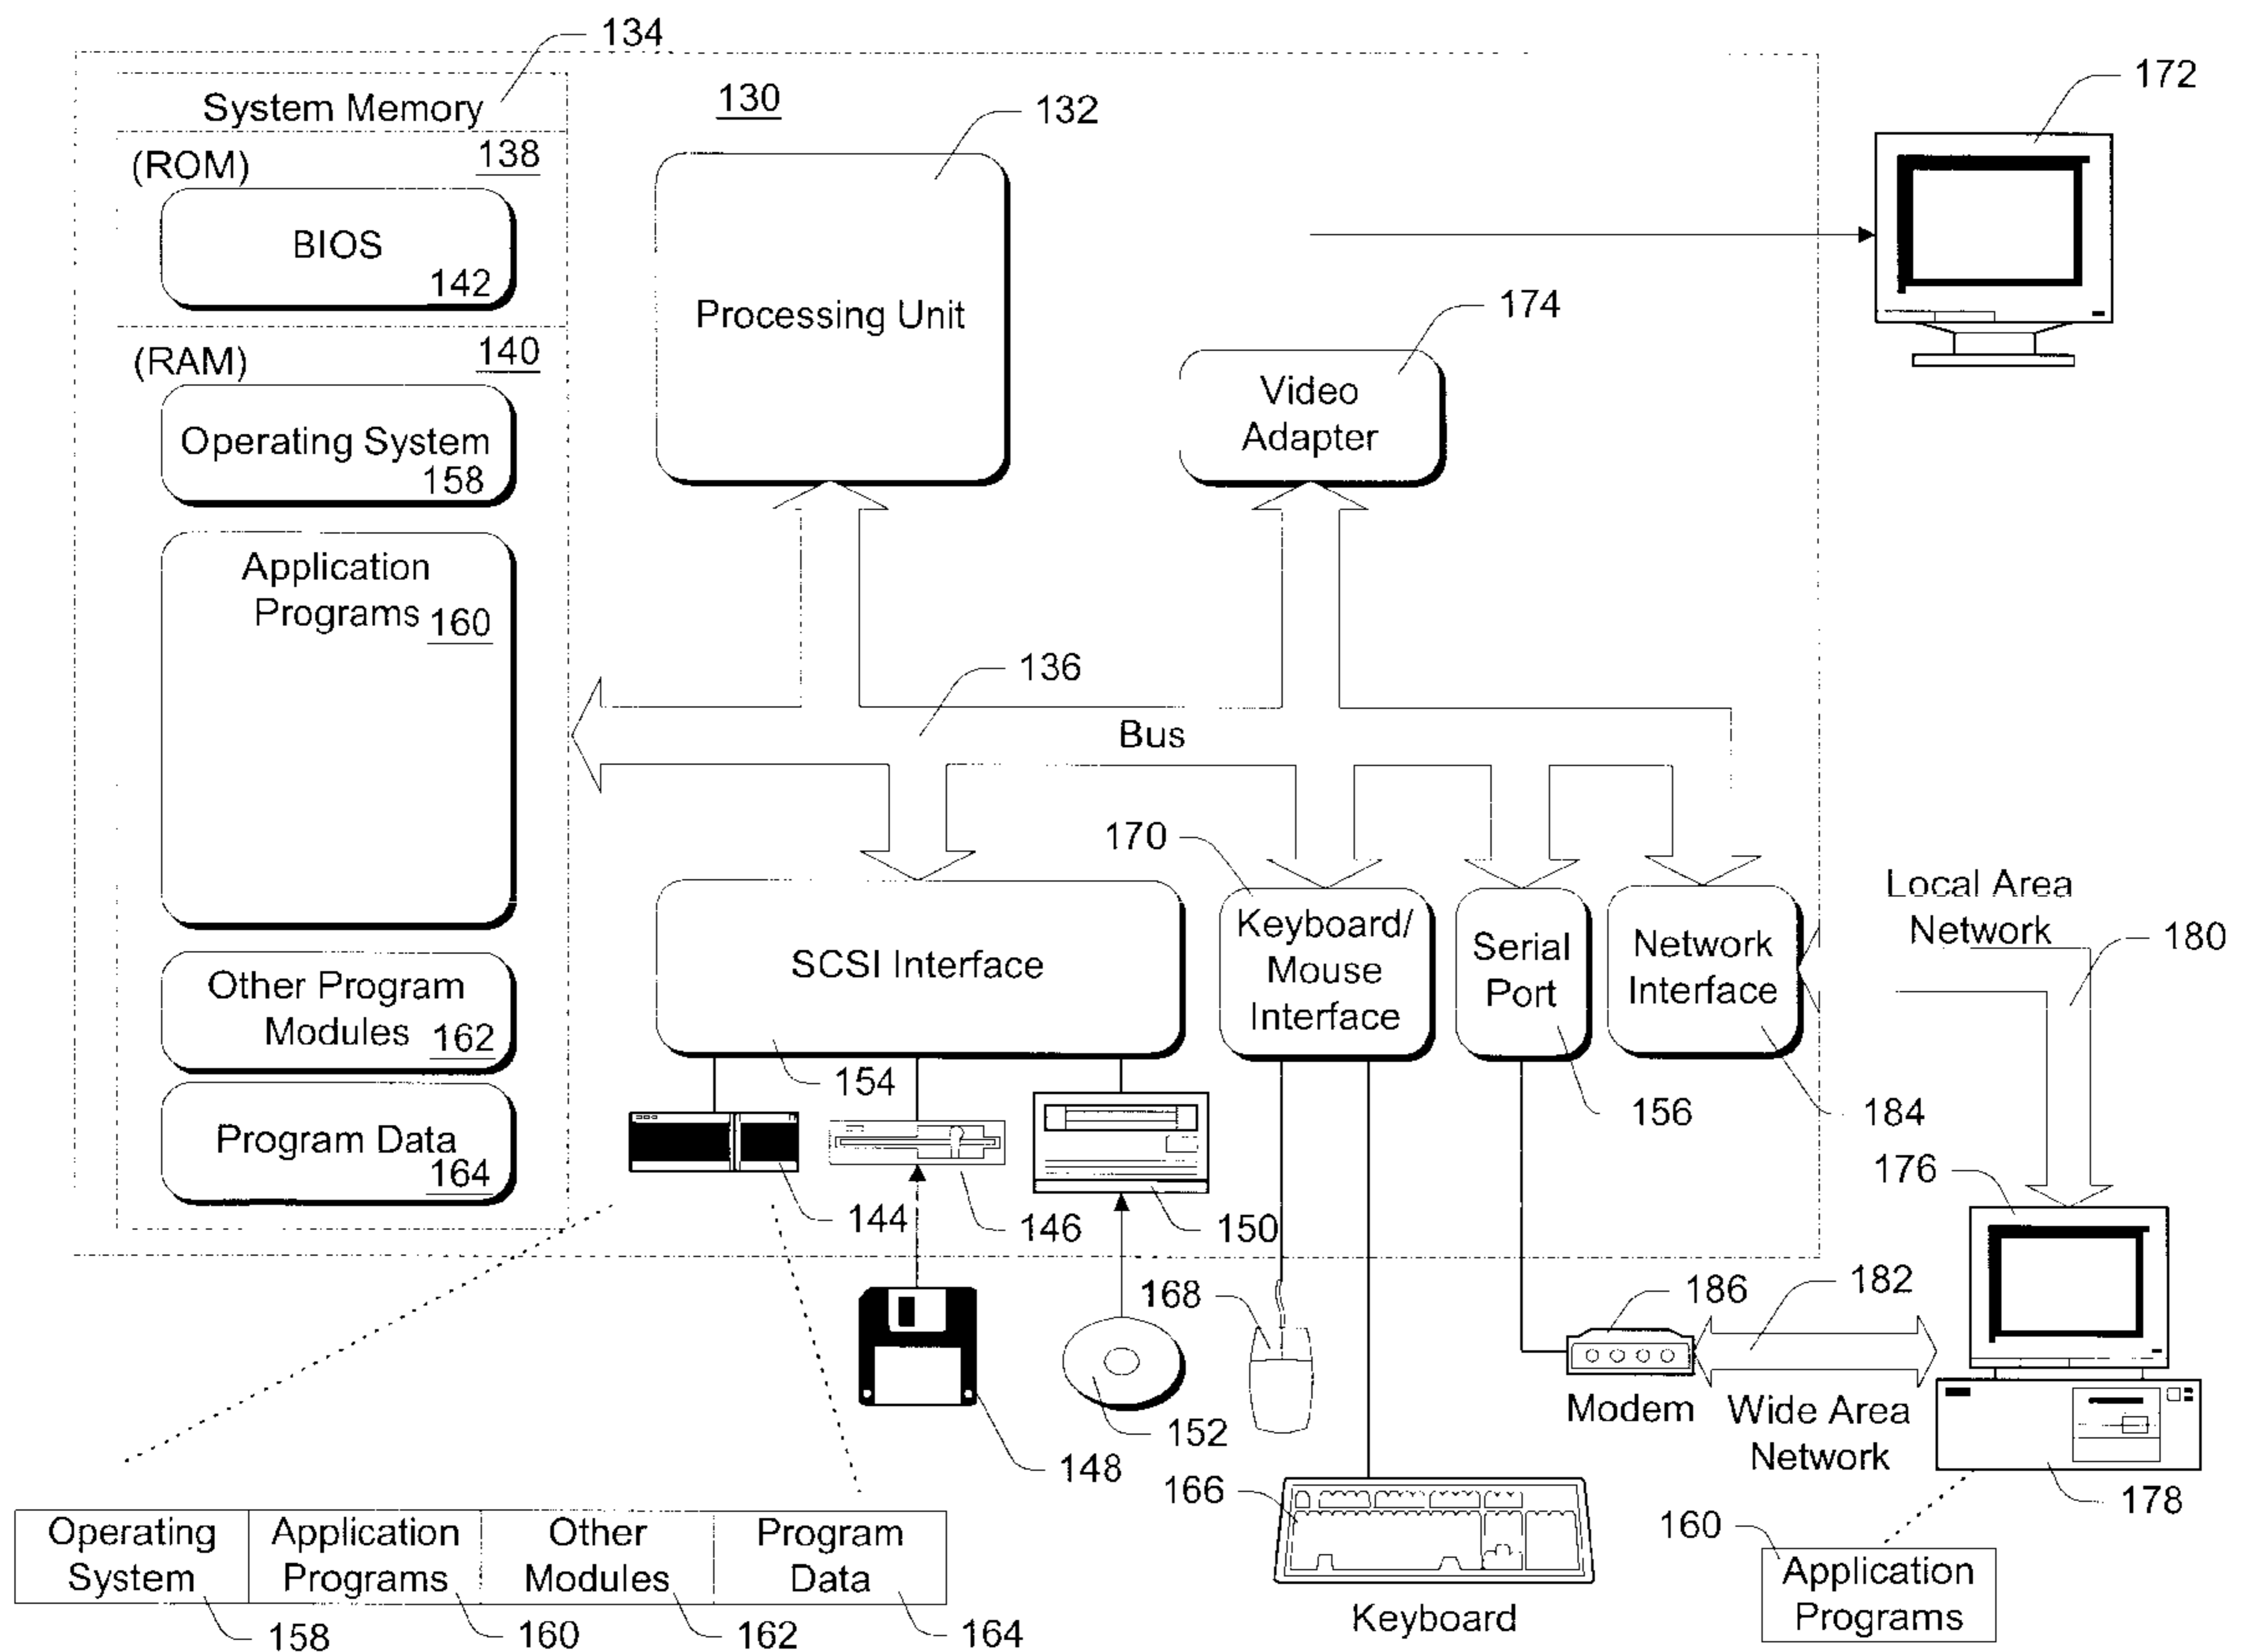 134
System Memory
130
132
172
(ROM)
138
BIOS
142
Processing Unit
174
(RAM)
140
Video
Adapter
Operating System
158
Application
Programs 160
136
Bus
170
Local Area
Network
180
SCSI Interface
Keyboard/
Mouse
Interface
Serial
Port
Network
Interface
Other Program
Modules 162
154
156
184
Program Data
164
176
144
146
150
168
186
182
Modem
Wide Area
Network
152
148
166
178
160
Operating
System
Application
Programs
Other
Modules
Program
Data
Application
Programs
Keyboard
158
160
162
164